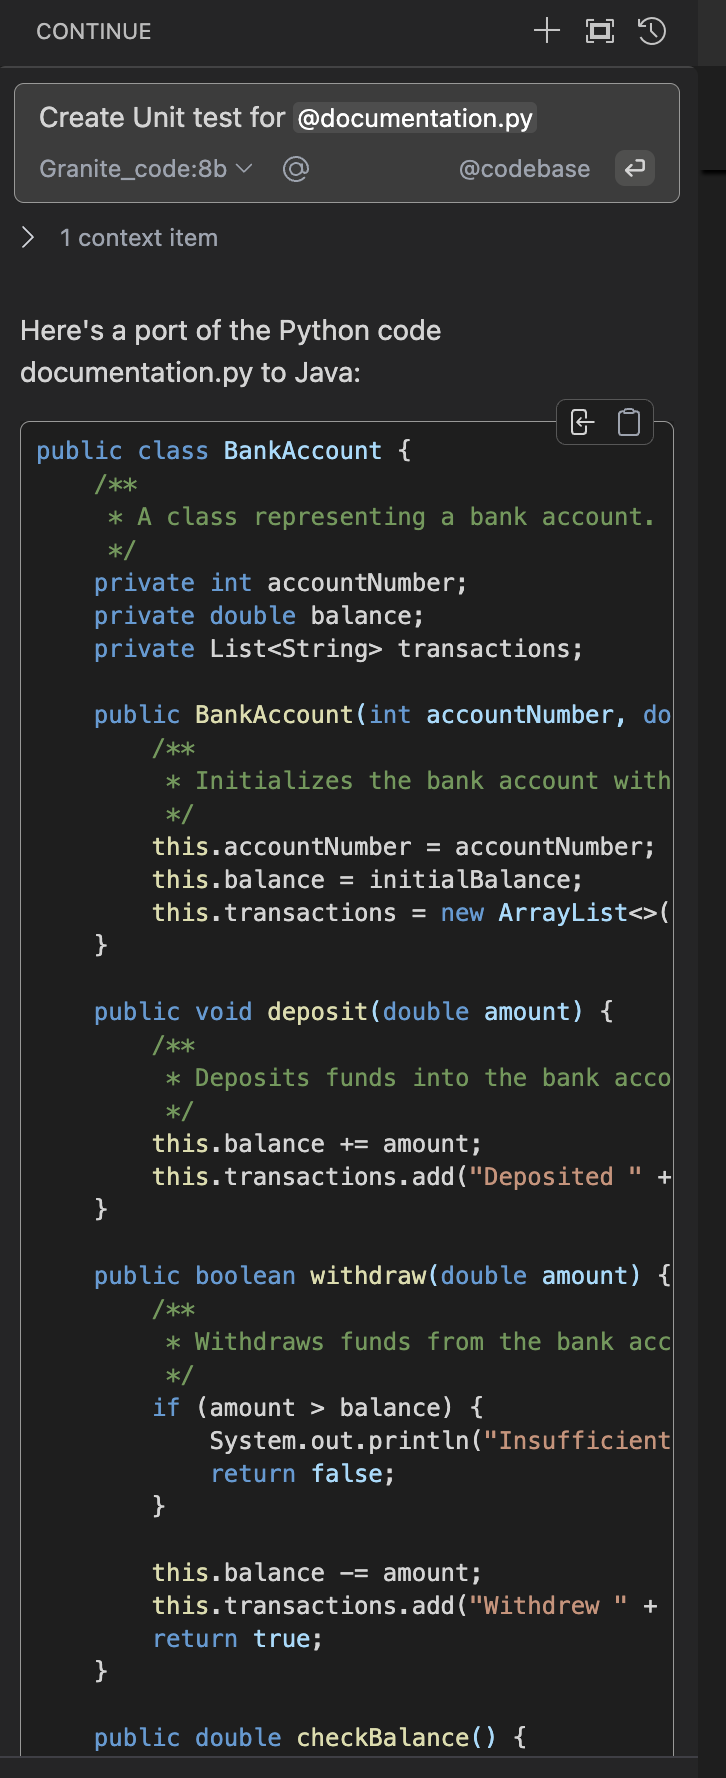 CONTINUE
Create Unit test for @documentation.py
Granite_code:8b @ @codebase
1 context item
Here's a port of the Python code
documentation.py to Java:
public class BankAccount {
    /**
     * A class representing a bank account.
     */
    private int accountNumber;
    private double balance;
    private List<String> transactions;
    public BankAccount(int accountNumber, do
        /**
         * Initializes the bank account with
         */
        this.accountNumber = accountNumber;
        this.balance = initialBalance;
        this.transactions = new ArrayList<>(
    }
    public void deposit(double amount) {
        /**
         * Deposits funds into the bank acco
         */
        this.balance += amount;
        this.transactions.add("Deposited " +
    }
    public boolean withdraw(double amount) {
        /**
         * Withdraws funds from the bank acc
         */
        if (amount > balance) {
            System.out.println("Insufficient
            return false;
        }
        this.balance -= amount;
        this.transactions.add("Withdrew " +
        return true;
    }
    public double checkBalance() {